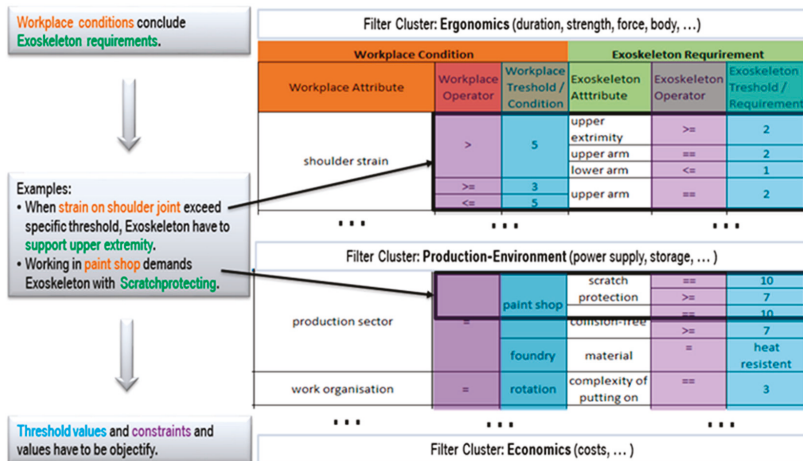 Workplace conditions conclude
Exoskeleton requirements.
Examples:
• When strain on shoulder joint exceed
specific threshold, Exoskeleton have to
support upper extremity.
• Working in paint shop demands
Exoskeleton with Scratchprotecting.
Threshold values and constraints and
values have to be objectify.
Filter Cluster: Ergonomics (duration, strength, force, body, ...)
Workplace Condition Exoskeleton Requrirement
Workplace Attribute
Workplace
Operator
Workplace
Treshold /
Condition
Exoskeleton
Atttribute
Exoskeleton
Operator
Exoskeleton
Treshold /
Requirement
shoulder strain
> 5
upper
extrimity
>= 2
upper arm == 2
lower arm <= 1
>= 3
<= 5
upper arm == 2
... ... ...
Filter Cluster: Production-Environment (power supply, storage, ... )
production sector = paint shop
scratch
protection
== 10
>= 7
collision-free == 10
>= 7
foundry material = heat
resistent
work organisation = rotation
complexity of
putting on
== 3
... ... ...
Filter Cluster: Economics (costs, ... )